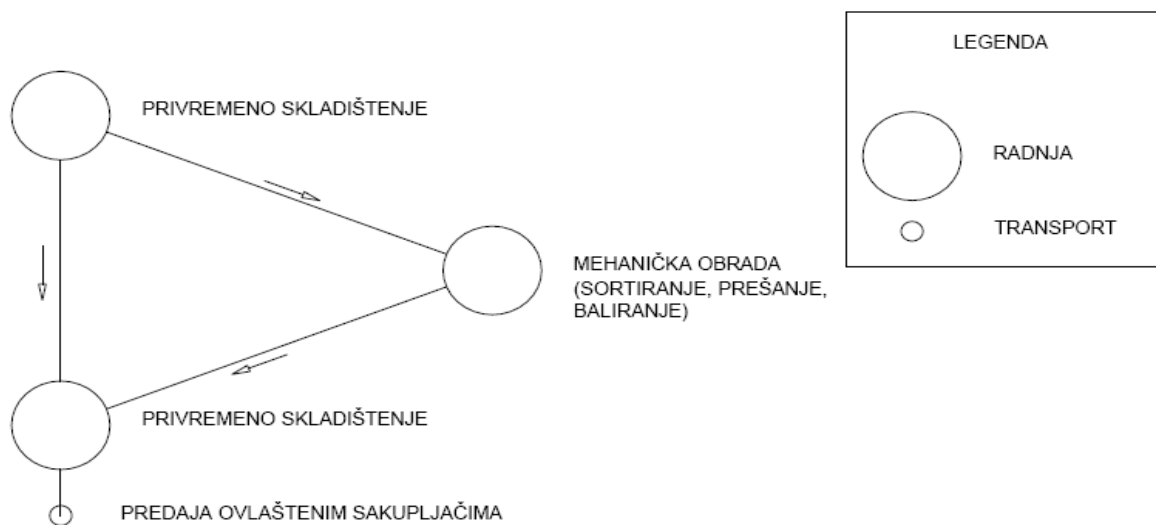 PRIVREMENO SKLADIŠTENJE
MEHANIČKA OBRADA
(SORTIRANJE, PREŠANJE,
BALIRANJE)
PRIVREMENO SKLADIŠTENJE
PREDAJA OVLAŠTENIM SAKUPLJAČIMA
LEGENDA
RADNJA
TRANSPORT